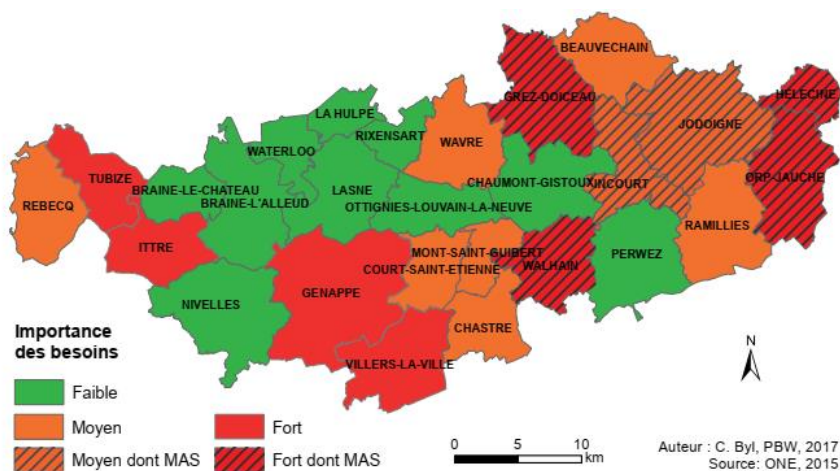 BEAUVECHAIN
GREZ-DOICEAU
HELECINE
LA HULPE
JODOIGNE
RIXENSART
WAVRE
WATERLOO
TUBIZE
CHAUMONT-GISTOUX
ORP-JAUCHE
BRAINE-LE-CHATEAU
LASNE
INCOURT
REBECQ
BRAINE-L'ALLEUD
OTTIGNIES-LOUVAIN-LA-NEUVE
RAMILLIES
ITTRE
MONT-SAINT-GUIBERT
PERWEZ
WALHAIN
COURT-SAINT-ETIENNE
GENAPPE
NIVELLES
CHASTRE
VILLERS-LA-VILLE
Importance
des besoins
Faible
Moyen
Fort
Moyen dont MAS
Fort dont MAS
N
0 5 10
km
Auteur : C. Byl, PBW, 2017
Source: ONE, 2015